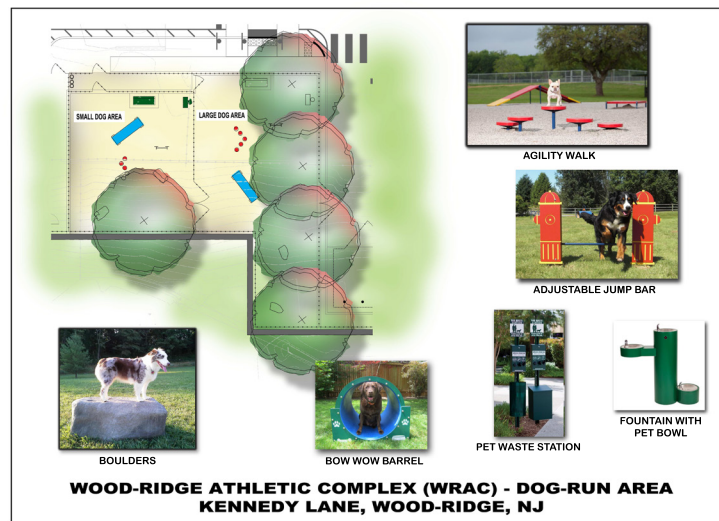 SMALL DOG AREA
LARGE DOG AREA
AGILITY WALK
ADJUSTABLE JUMP BAR
BOULDERS
BOW WOW BARREL
PET WASTE STATION
FOUNTAIN WITH
PET BOWL
WOOD-RIDGE ATHLETIC COMPLEX (WRAC) - DOG-RUN AREA
KENNEDY LANE, WOOD-RIDGE, NJ